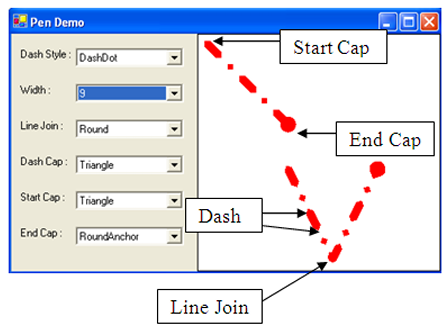 Pen Demo
Dash Style : DashDot
Width : 9
Line Join : Round
Dash Cap : Triangle
Start Cap : Triangle
End Cap : RoundAnchor
Start Cap
End Cap
Dash
Line Join